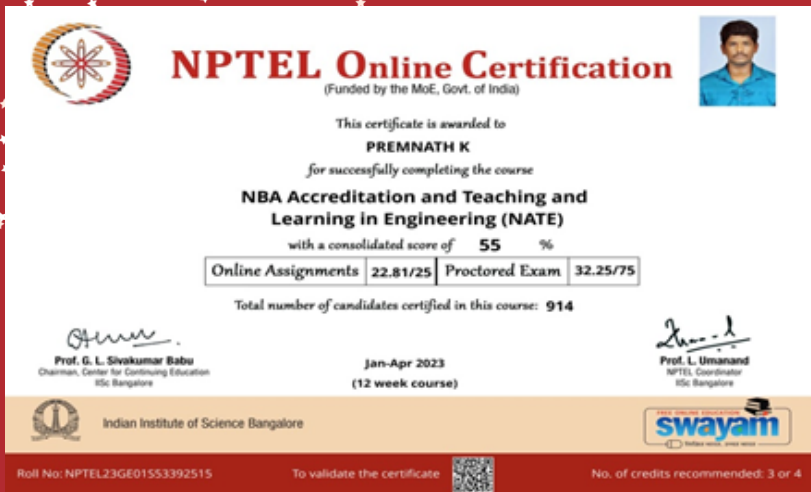 NPTEL Online Certification
(Funded by the MoE, Govt. of India)
This certificate is awarded to
PREMNATH K
for successfully completing the course
NBA Accreditation and Teaching and
Learning in Engineering (NATE)
with a consolidated score of 55 %
Online Assignments 22.81/25 Proctored Exam 32.25/75
Total number of candidates certified in this course: 914
Prof. G. L. Sivakumar Babu
Chairman, Center for Continuing Education
IISc Bangalore
Jan-Apr 2023
(12 week course)
Prof. L. Umanand
NPTEL Coordinator
IISc Bangalore
Indian Institute of Science Bangalore
FREE ONLINE EDUCATION
swayam
Roll No: NPTEL23GE01S53392515
To validate the certificate
No. of credits recommended: 3 or 4